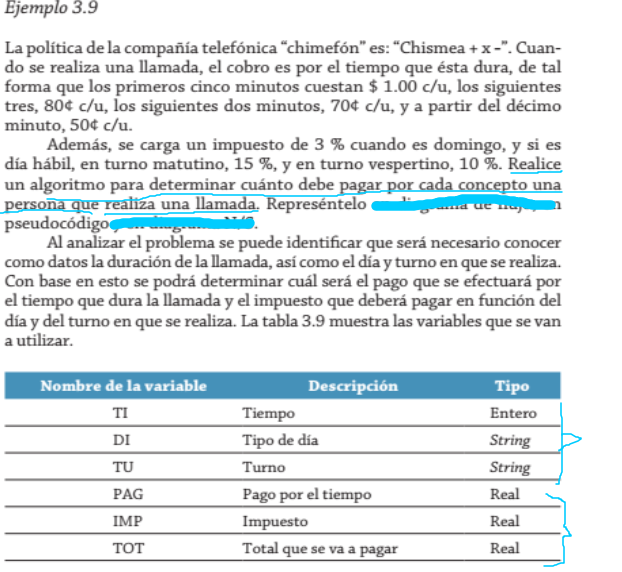 Ejemplo 3.9
La política de la compañía telefónica “chimefón” es: “Chismea + x -”. Cuan-
do se realiza una llamada, el cobro es por el tiempo que ésta dura, de tal
forma que los primeros cinco minutos cuestan $ 1.00 c/u, los siguientes
tres, 80¢ c/u, los siguientes dos minutos, 70¢ c/u, y a partir del décimo
minuto, 50¢ c/u.
Además, se carga un impuesto de 3 % cuando es domingo, y si es
día hábil, en turno matutino, 15 %, y en turno vespertino, 10 %. Realice
un algoritmo para determinar cuánto debe pagar por cada concepto una
persona que realiza una llamada. Represéntelo
pseudocódigo
Al analizar el problema se puede identificar que será necesario conocer
como datos la duración de la llamada, así como el día y turno en que se realiza.
Con base en esto se podrá determinar cuál será el pago que se efectuará por
el tiempo que dura la llamada y el impuesto que deberá pagar en función del
día y del turno en que se realiza. La tabla 3.9 muestra las variables que se van
a utilizar.
Nombre de la variable Descripción Tipo
TI Tiempo Entero
DI Tipo de día String
TU Turno String
PAG Pago por el tiempo Real
IMP Impuesto Real
TOT Total que se va a pagar Real